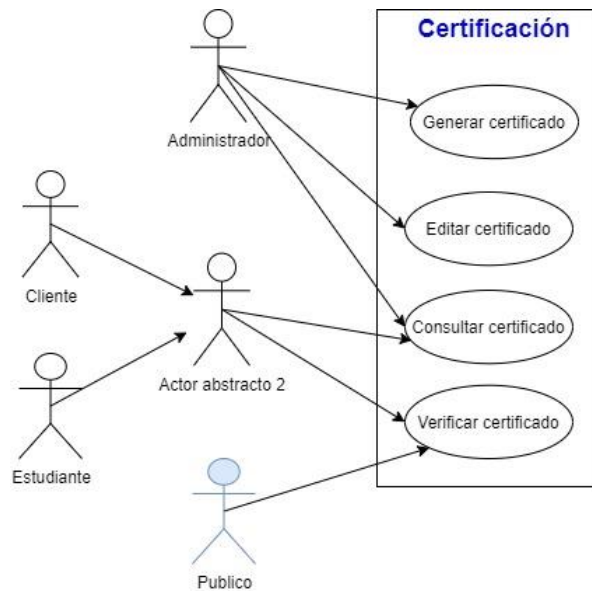 Certificación
Generar certificado
Administrador
Editar certificado
Cliente
Consultar certificado
Actor abstracto 2
Verificar certificado
Estudiante
Publico